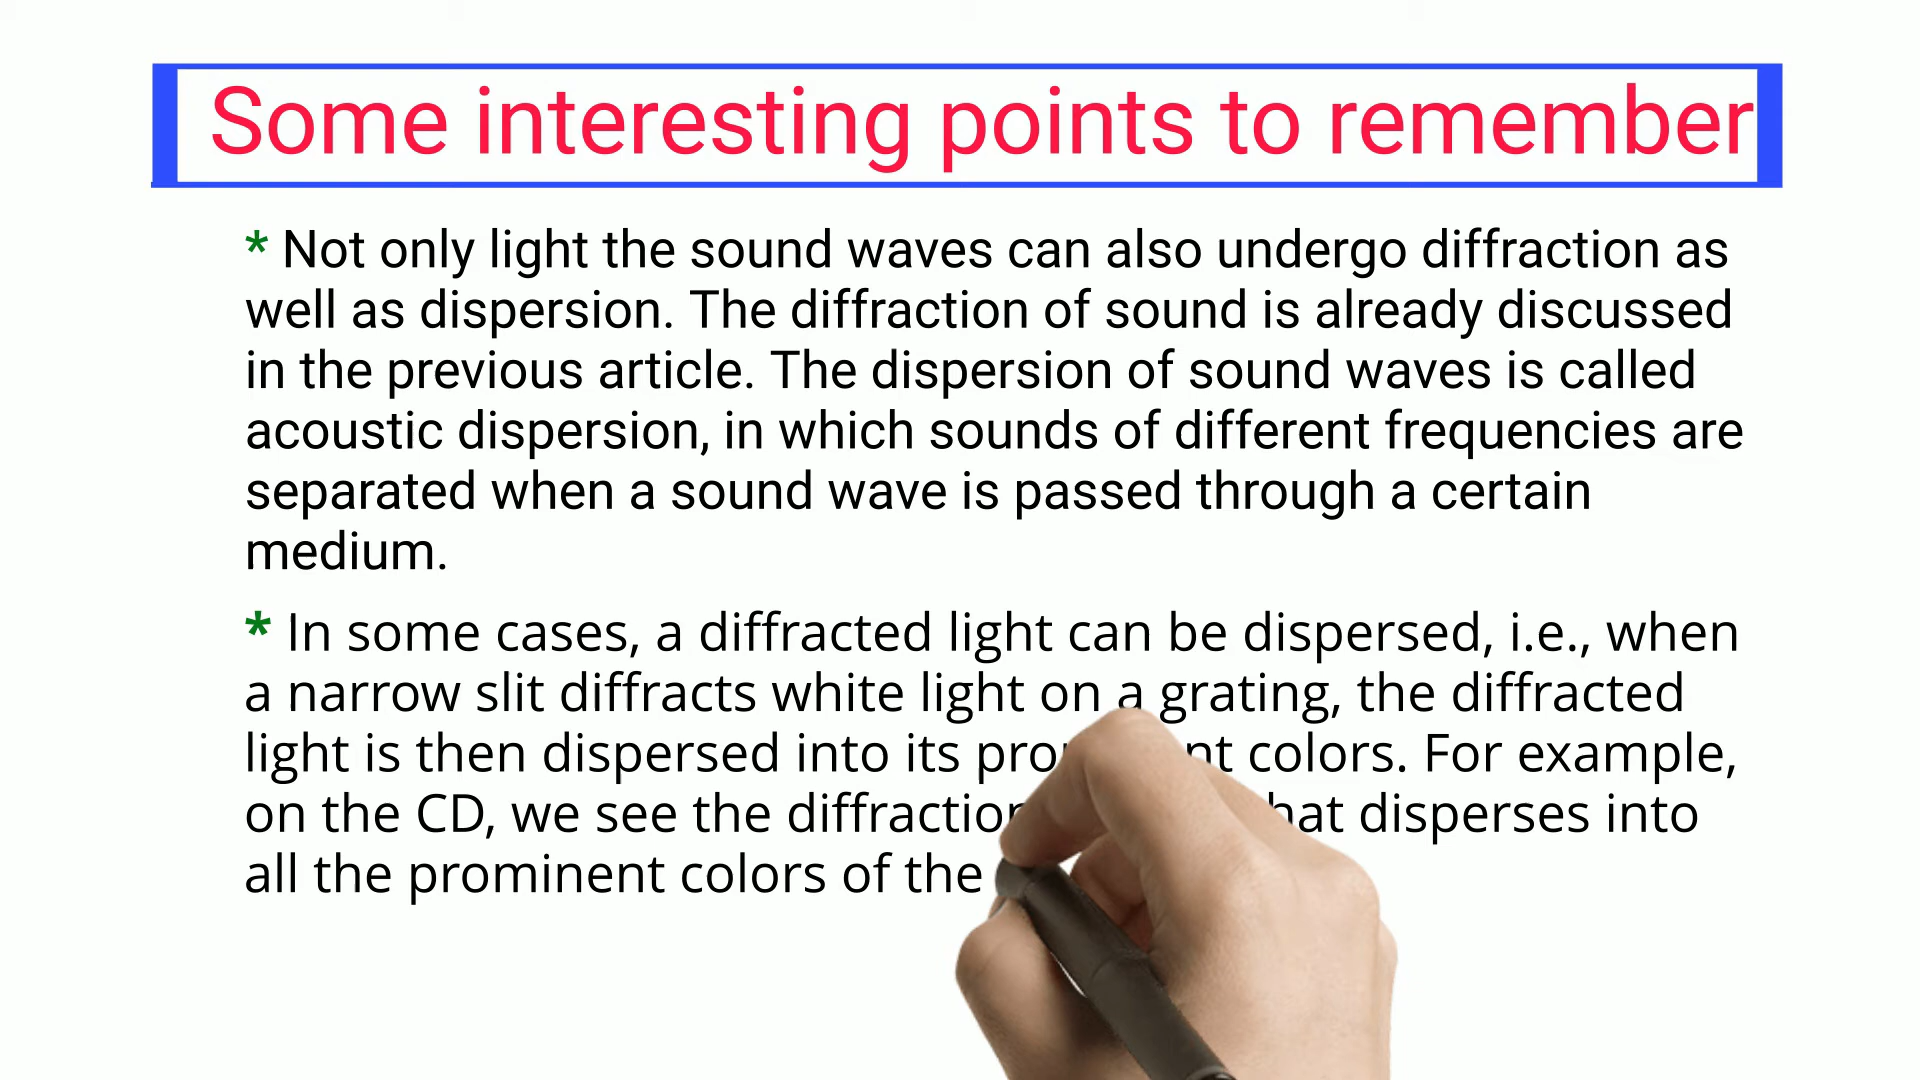 Some interesting points to remember
* Not only light the sound waves can also undergo diffraction as
well as dispersion. The diffraction of sound is already discussed
in the previous article. The dispersion of sound waves is called
acoustic dispersion, in which sounds of different frequencies are
separated when a sound wave is passed through a certain
medium.
* In some cases, a diffracted light can be dispersed, i.e., when
a narrow slit diffracts white light on a grating, the diffracted
light is then dispersed into its colors. For example,
on the CD, we see the disperses into
all the prominent colors of the